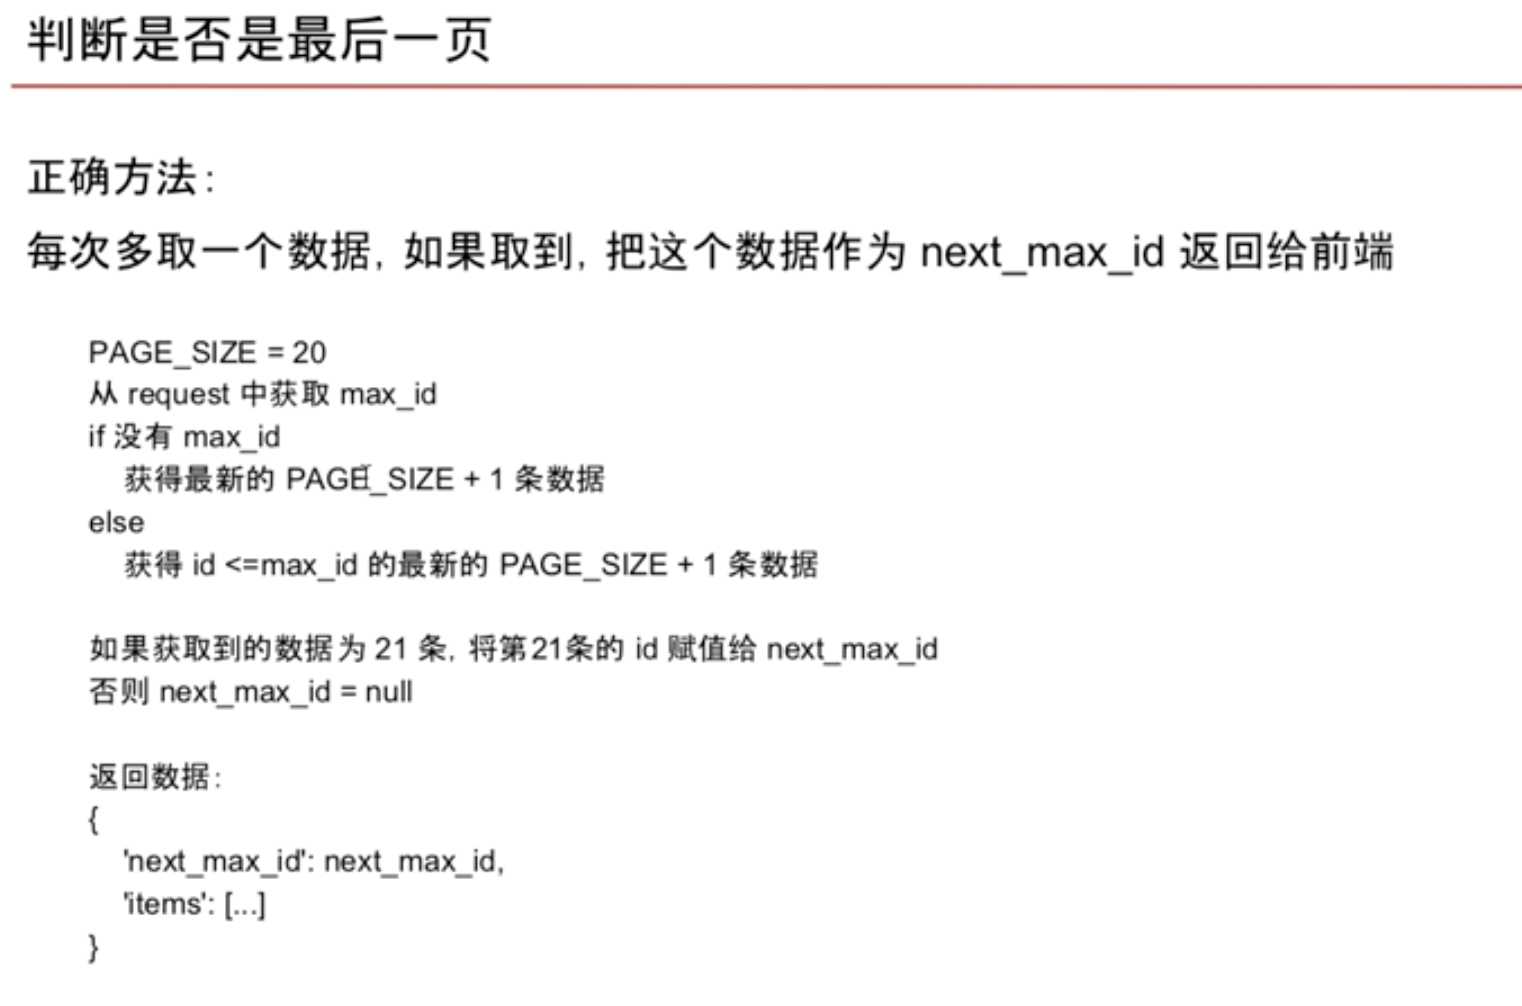 判断是否是最后一页
正确方法:
每次多取一个数据, 如果取到, 把这个数据作为 next_max_id 返回给前端
PAGE_SIZE = 20
从 request 中获取 max_id
if 没有 max_id
获得最新的 PAGE_SIZE + 1 条数据
else
获得 id <=max_id 的最新的 PAGE_SIZE + 1 条数据
如果获取到的数据为 21 条, 将第21条的 id 赋值给 next_max_id
否则 next_max_id = null
返回数据:
{
'next_max_id': next_max_id,
'items': [...]
}